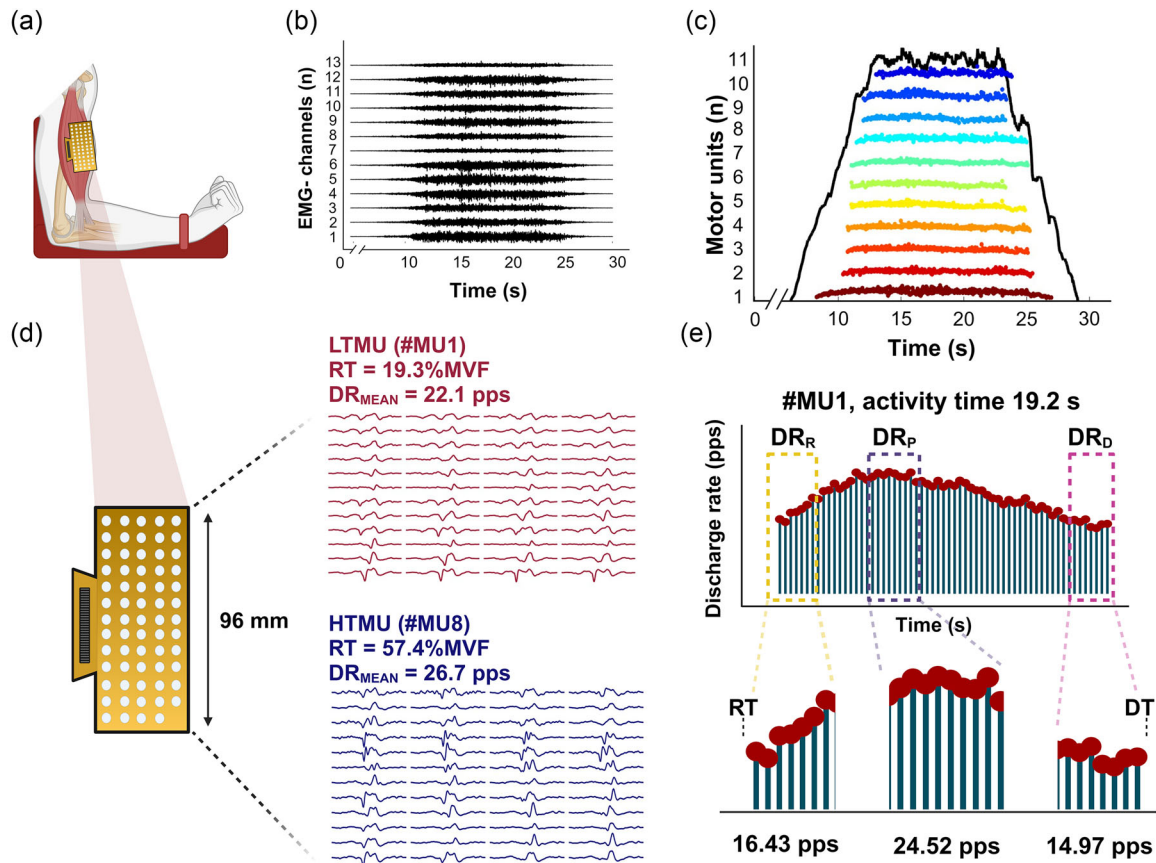 (a)
(b)
EMG- channels (n)
13
12
11
10
9
8
7
6
5
4
3
2
1
0 10 15 20 25 30
Time (s)
(c)
Motor units (n)
11
10
9
8
7
6
5
4
3
2
1
0 10 15 23 25 30
Time (s)
(d)
96 mm
LTMU (#MU1)
RT = 19.3%MVF
DRMEAN = 22.1 pps
HTMU (#MU8)
RT = 57.4%MVF
DRMEAN = 26.7 pps
(e)
#MU1, activity time 19.2 s
Discharge rate (pps)
DRR DRP DRD
Time (s)
RT DT
16.43 pps 24.52 pps 14.97 pps